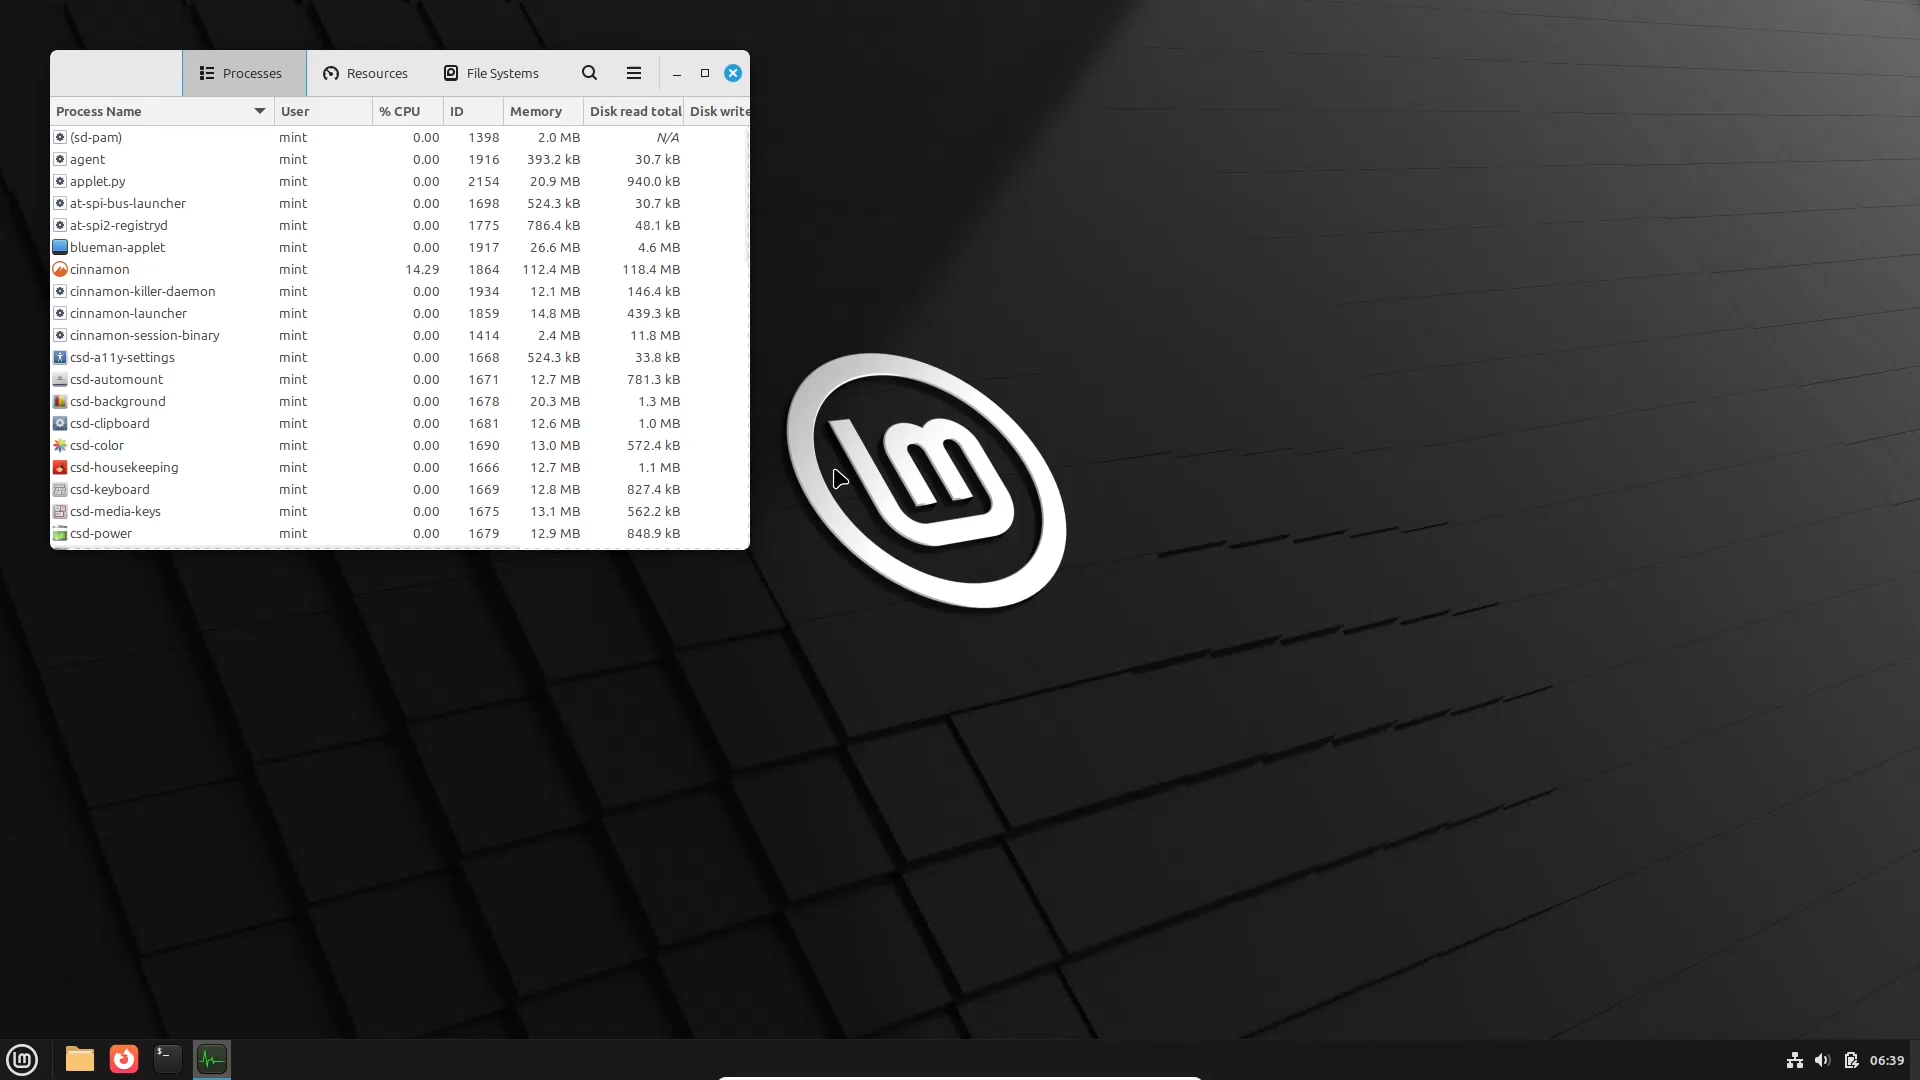 Processes Resources File Systems
Process Name User % CPU ID Memory Disk read total Disk write
(sd-pam) mint 0.00 1398 2.0 MB N/A
agent mint 0.00 1916 393.2 kB 30.7 kB
applet.py mint 0.00 2154 20.9 MB 940.0 kB
at-spi-bus-launcher mint 0.00 1698 524.3 kB 30.7 kB
at-spi2-registryd mint 0.00 1775 786.4 kB 48.1 kB
blueman-applet mint 0.00 1917 26.6 MB 4.6 MB
cinnamon mint 14.29 1864 112.4 MB 118.4 MB
cinnamon-killer-daemon mint 0.00 1934 12.1 MB 146.4 kB
cinnamon-launcher mint 0.00 1859 14.8 MB 439.3 kB
cinnamon-session-binary mint 0.00 1414 2.4 MB 11.8 MB
csd-a11y-settings mint 0.00 1668 524.3 kB 33.8 kB
csd-automount mint 0.00 1671 12.7 MB 781.3 kB
csd-background mint 0.00 1678 20.3 MB 1.3 MB
csd-clipboard mint 0.00 1681 12.6 MB 1.0 MB
csd-color mint 0.00 1690 13.0 MB 572.4 kB
csd-housekeeping mint 0.00 1666 12.7 MB 1.1 MB
csd-keyboard mint 0.00 1669 12.8 MB 827.4 kB
csd-media-keys mint 0.00 1675 13.1 MB 562.2 kB
csd-power mint 0.00 1679 12.9 MB 848.9 kB
lm
lm $_ 06:39